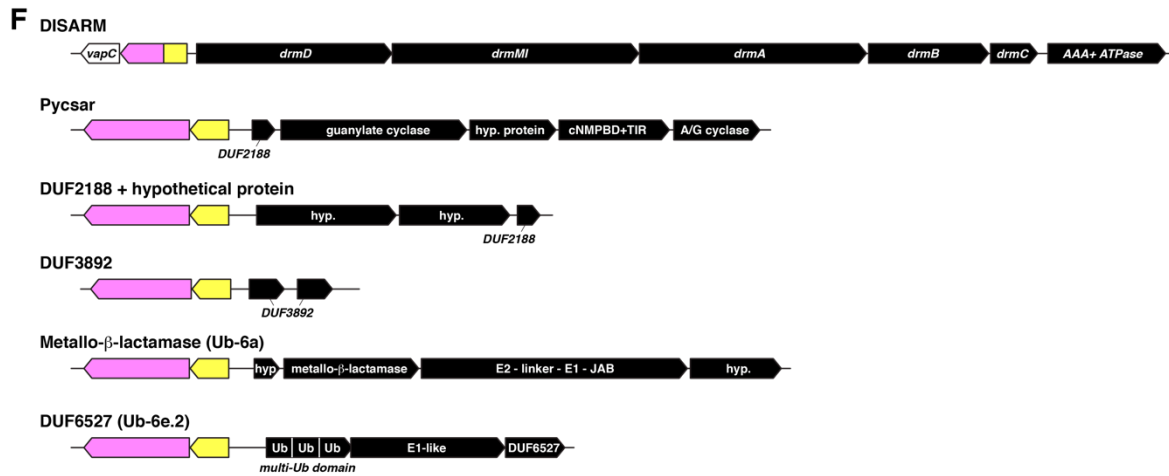 F
DISARM
vapC drmD drmMI drmA drmB drmC AAA+ ATPase
Pycsar
guanylate cyclase hyp. protein cNMPBD+TIR A/G cyclase
DUF2188
DUF2188 + hypothetical protein
hyp. hyp.
DUF2188
DUF3892
DUF3892
Metallo-β-lactamase (Ub-6a)
hyp metallo-β-lactamase E2 - linker - E1 - JAB hyp.
DUF6527 (Ub-6e.2)
Ub Ub Ub E1-like DUF6527
multi-Ub domain